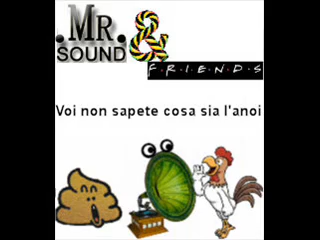 .Mr. &
SOUND
F·R·I·E·N·D·S
Voi non sapete cosa sia l'anoi